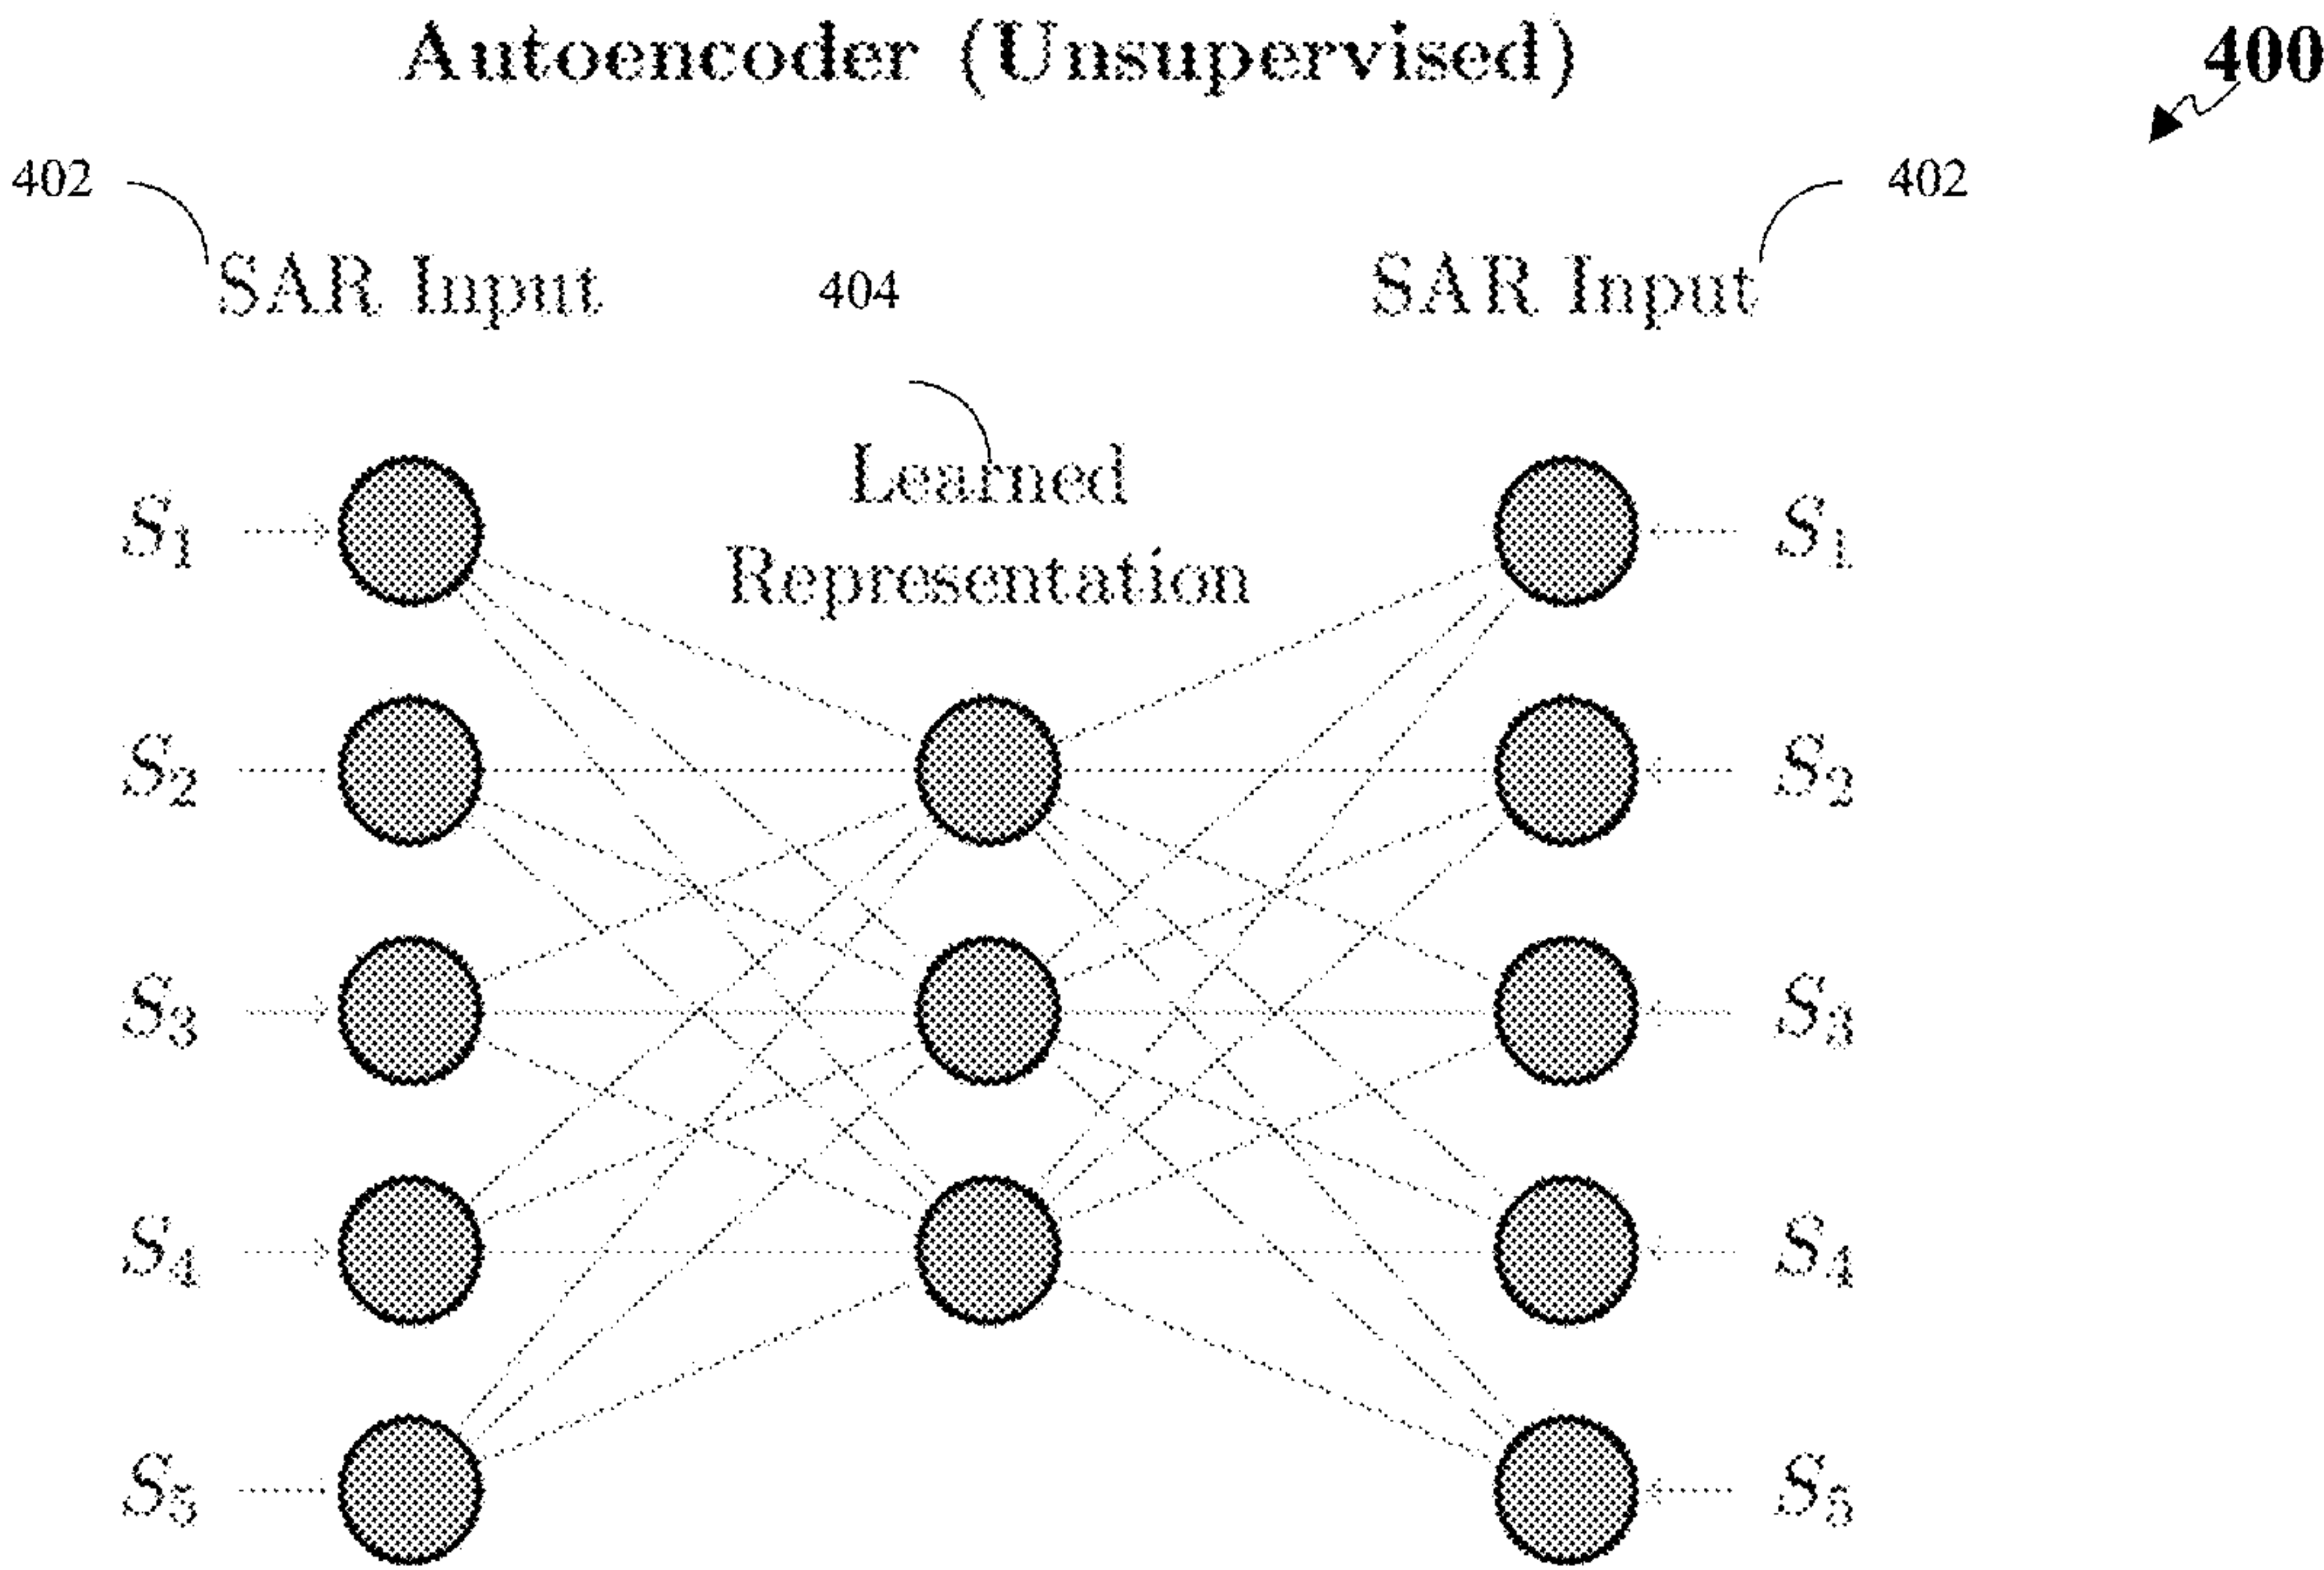 Autoencoder (Unsupervised)
400
402
402
SAR Input
404
SAR Input
Learned
Representation
S1
S1
S2
S2
S3
S3
S4
S4
S5
S5